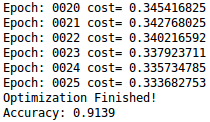 Epoch: 0020 cost= 0.345416825
Epoch: 0021 cost= 0.342768025
Epoch: 0022 cost= 0.340216592
Epoch: 0023 cost= 0.337923711
Epoch: 0024 cost= 0.335734785
Epoch: 0025 cost= 0.333682753
Optimization Finished!
Accuracy: 0.9139